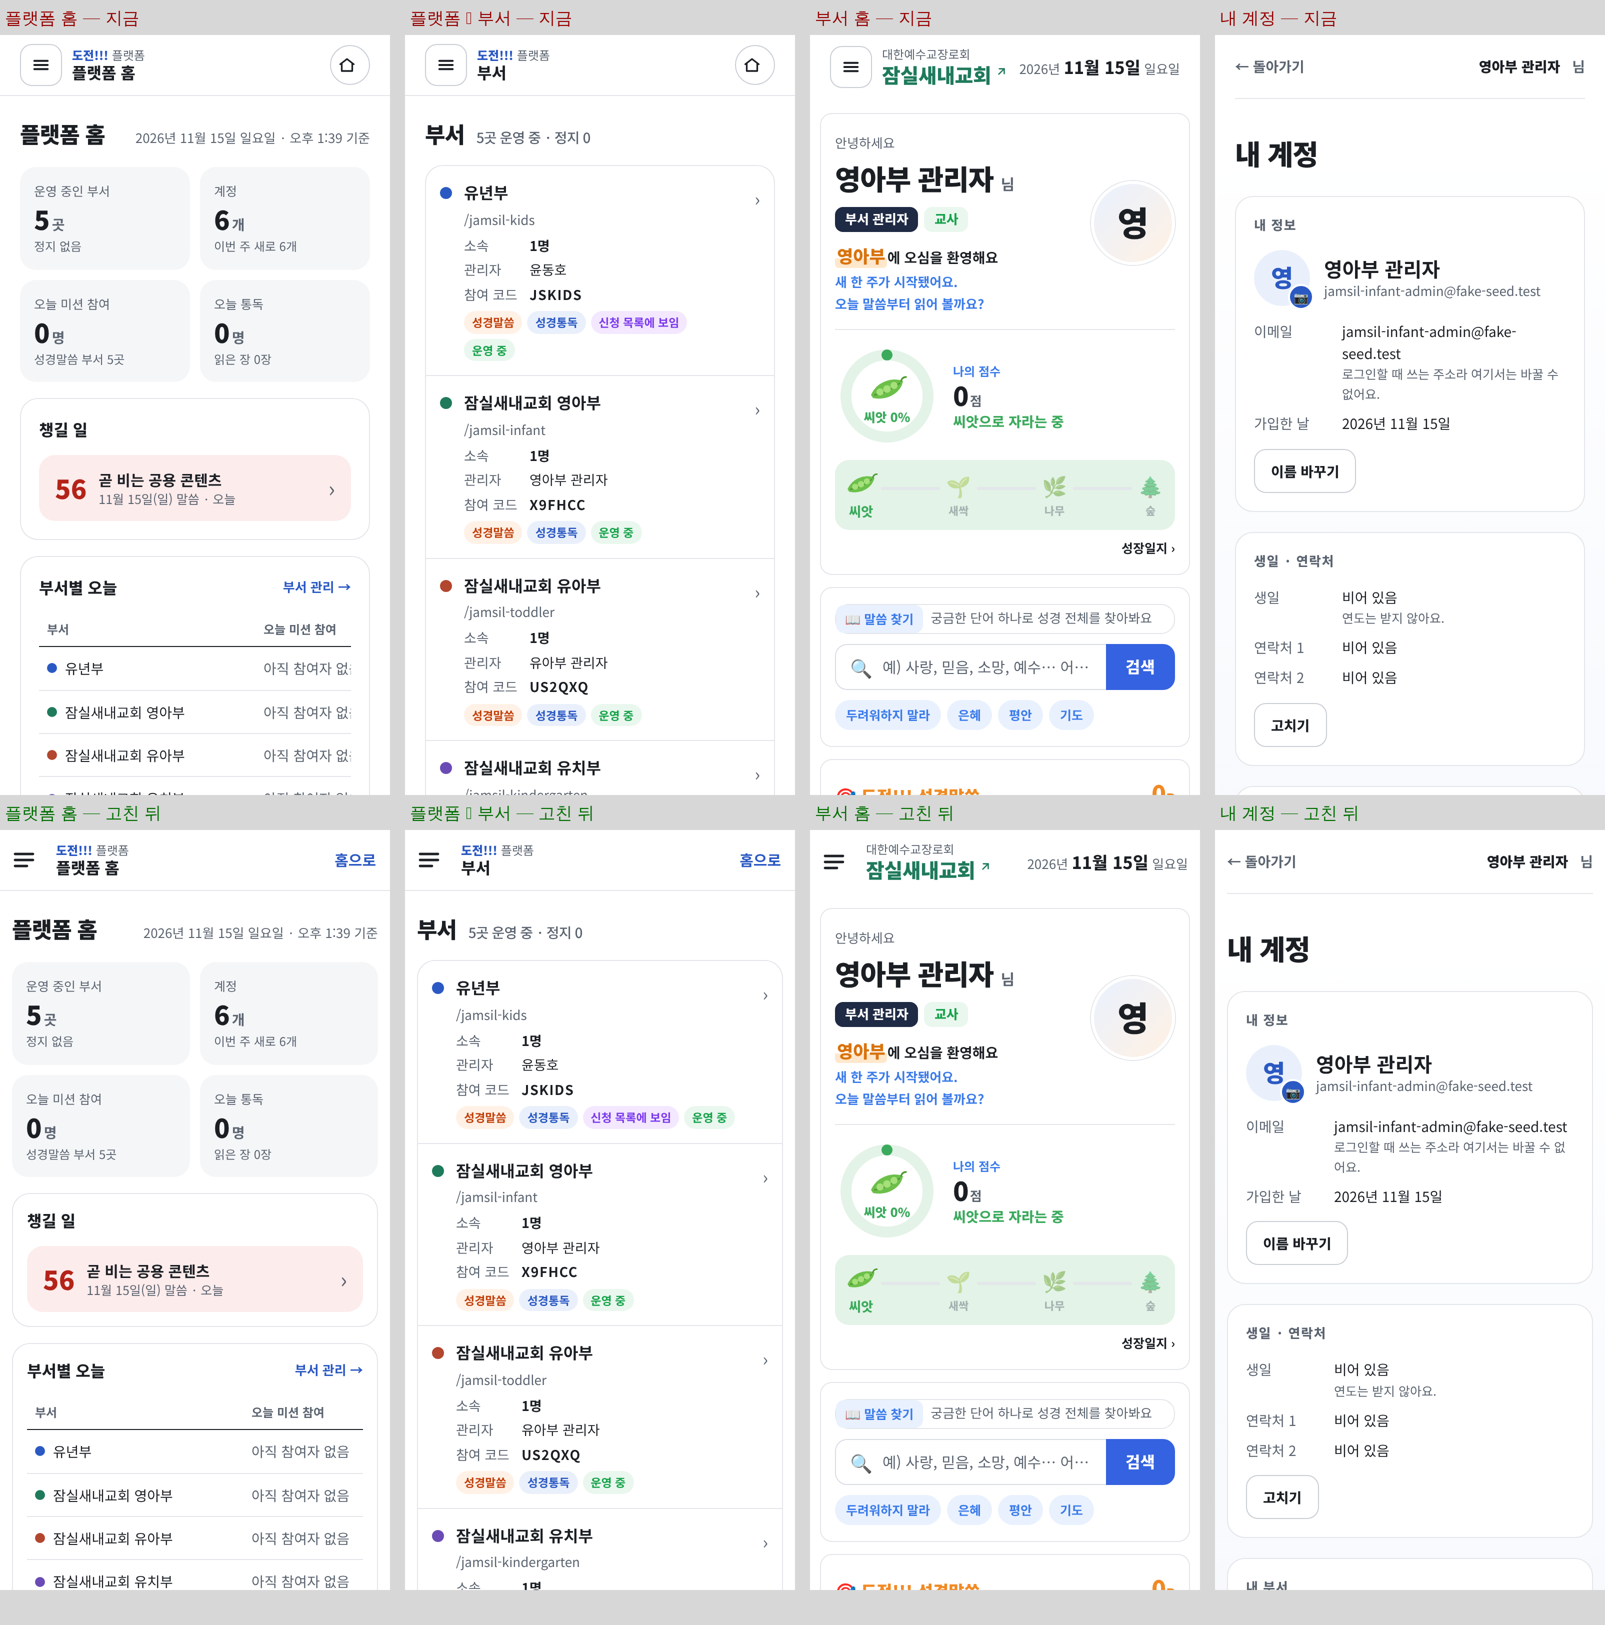 플랫폼 홈 — 지금
도전!!! 플랫폼
플랫폼 홈
플랫폼 홈 2026년 11월 15일 일요일 · 오후 1:39 기준
운영 중인 부서
5곳
정지 없음
계정
6개
이번 주 새로 6개
오늘 미션 참여
0명
성경말씀 부서 5곳
오늘 통독
0명
읽은 장 0장
챙길 일
56 곧 비는 공용 콘텐츠 ›
11월 15일(일) 말씀 · 오늘
부서별 오늘 부서 관리 →
부서 오늘 미션 참여
유년부 아직 참여자 없
잠실새내교회 영아부 아직 참여자 없
잠실새내교회 유아부 아직 참여자 없
플랫폼 부서 — 지금
도전!!! 플랫폼
부서
부서 5곳 운영 중 · 정지 0
유년부 ›
/jamsil-kids
소속 1명
관리자 윤동호
참여 코드 JSKIDS
성경말씀 성경통독 신청 목록에 보임
운영 중
잠실새내교회 영아부 ›
/jamsil-infant
소속 1명
관리자 영아부 관리자
참여 코드 X9FHCC
성경말씀 성경통독 운영 중
잠실새내교회 유아부 ›
/jamsil-toddler
소속 1명
관리자 유아부 관리자
참여 코드 US2QXQ
성경말씀 성경통독 운영 중
잠실새내교회 유치부 ›
/jamsil-kindergarten
부서 홈 — 지금
대한예수교장로회
잠실새내교회 ↗ 2026년 11월 15일 일요일
안녕하세요
영아부 관리자 님
부서 관리자 교사
영
영아부에 오심을 환영해요
새 한 주가 시작됐어요.
오늘 말씀부터 읽어 볼까요?
씨앗 0%
나의 점수
0점
씨앗으로 자라는 중
씨앗 새싹 나무 숲
성장일지 ›
말씀 찾기 궁금한 단어 하나로 성경 전체를 찾아봐요
예) 사랑, 믿음, 소망, 예수… 어… 검색
두려워하지 말라 은혜 평안 기도
도전!!! 성경말씀 0
내 계정 — 지금
← 돌아가기 영아부 관리자 님
내 계정
내 정보
영
영아부 관리자
jamsil-infant-admin@fake-seed.test
이메일 jamsil-infant-admin@fake-
seed.test
로그인할 때 쓰는 주소라 여기서는 바꿀 수
없어요.
가입한 날 2026년 11월 15일
이름 바꾸기
생일 · 연락처
생일 비어 있음
연도는 받지 않아요.
연락처 1 비어 있음
연락처 2 비어 있음
고치기
플랫폼 홈 — 고친 뒤
도전!!! 플랫폼
플랫폼 홈
홈으로
플랫폼 홈 2026년 11월 15일 일요일 · 오후 1:39 기준
운영 중인 부서
5곳
정지 없음
계정
6개
이번 주 새로 6개
오늘 미션 참여
0명
성경말씀 부서 5곳
오늘 통독
0명
읽은 장 0장
챙길 일
56 곧 비는 공용 콘텐츠 ›
11월 15일(일) 말씀 · 오늘
부서별 오늘 부서 관리 →
부서 오늘 미션 참여
유년부 아직 참여자 없음
잠실새내교회 영아부 아직 참여자 없음
잠실새내교회 유아부 아직 참여자 없음
잠실새내교회 유치부 아직 참여자 없음
플랫폼 부서 — 고친 뒤
도전!!! 플랫폼
부서
홈으로
부서 5곳 운영 중 · 정지 0
유년부 ›
/jamsil-kids
소속 1명
관리자 윤동호
참여 코드 JSKIDS
성경말씀 성경통독 신청 목록에 보임 운영 중
잠실새내교회 영아부 ›
/jamsil-infant
소속 1명
관리자 영아부 관리자
참여 코드 X9FHCC
성경말씀 성경통독 운영 중
잠실새내교회 유아부 ›
/jamsil-toddler
소속 1명
관리자 유아부 관리자
참여 코드 US2QXQ
성경말씀 성경통독 운영 중
잠실새내교회 유치부 ›
/jamsil-kindergarten
소속 1명
부서 홈 — 고친 뒤
대한예수교장로회
잠실새내교회 ↗ 2026년 11월 15일 일요일
안녕하세요
영아부 관리자 님
부서 관리자 교사
영
영아부에 오심을 환영해요
새 한 주가 시작됐어요.
오늘 말씀부터 읽어 볼까요?
씨앗 0%
나의 점수
0점
씨앗으로 자라는 중
씨앗 새싹 나무 숲
성장일지 ›
말씀 찾기 궁금한 단어 하나로 성경 전체를 찾아봐요
예) 사랑, 믿음, 소망, 예수… 어… 검색
두려워하지 말라 은혜 평안 기도
도전!!! 성경말씀 0
내 계정 — 고친 뒤
← 돌아가기 영아부 관리자 님
내 계정
내 정보
영
영아부 관리자
jamsil-infant-admin@fake-seed.test
이메일 jamsil-infant-admin@fake-seed.test
로그인할 때 쓰는 주소라 여기서는 바꿀 수 없
어요.
가입한 날 2026년 11월 15일
이름 바꾸기
생일 · 연락처
생일 비어 있음
연도는 받지 않아요.
연락처 1 비어 있음
연락처 2 비어 있음
고치기
내 부서